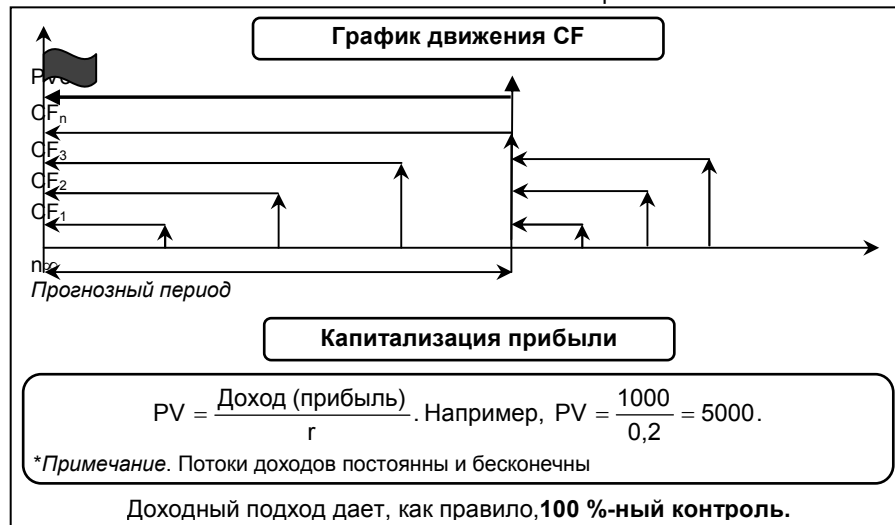 График движения CF
CFₙ
CF₃
CF₂
CF₁
n
Прогнозный период
Капитализация прибыли
PV = Доход (прибыль) / r . Например, PV = 1000 / 0,2 = 5000.
*Примечание. Потоки доходов постоянны и бесконечны
Доходный подход дает, как правило,100 %-ный контроль.